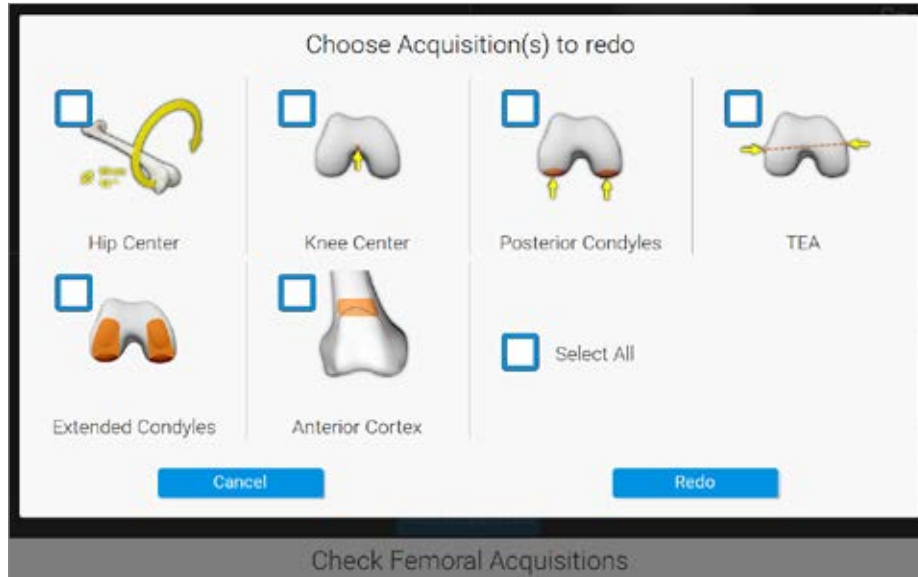 Choose Acquisition(s) to redo
Hip Center
Knee Center
Posterior Condyles
TEA
Extended Condyles
Anterior Cortex
Select All
Cancel
Redo
Check Femoral Acquisitions